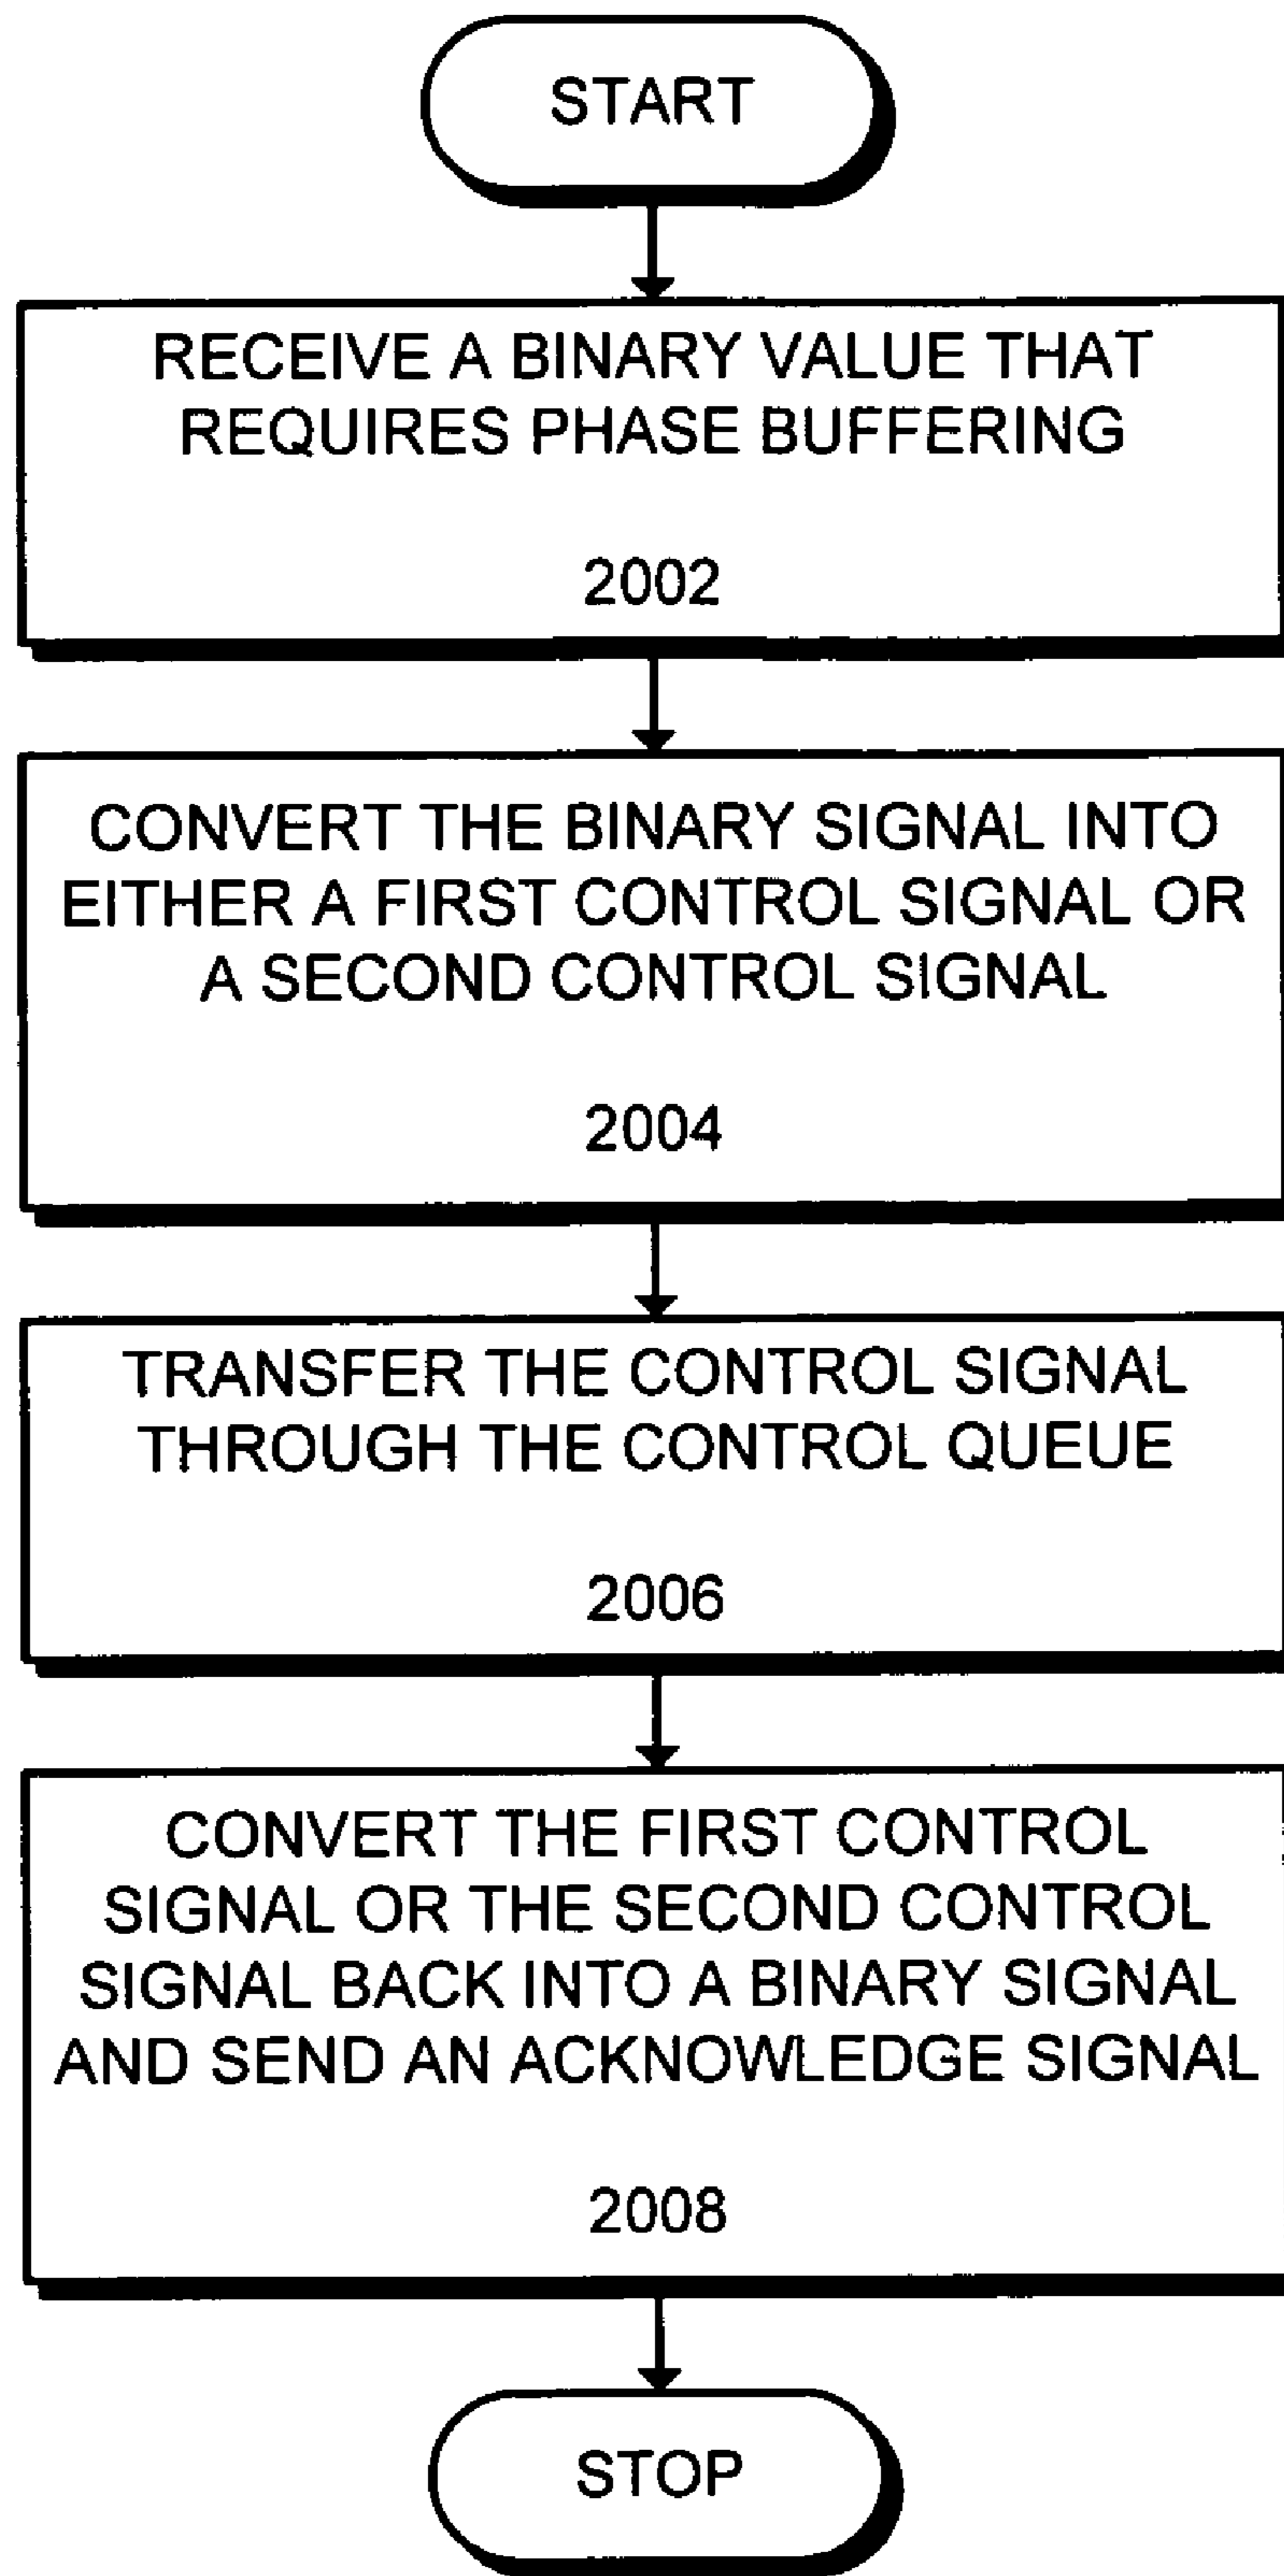 START
RECEIVE A BINARY VALUE THAT
REQUIRES PHASE BUFFERING
2002
CONVERT THE BINARY SIGNAL INTO
EITHER A FIRST CONTROL SIGNAL OR
A SECOND CONTROL SIGNAL
2004
TRANSFER THE CONTROL SIGNAL
THROUGH THE CONTROL QUEUE
2006
CONVERT THE FIRST CONTROL
SIGNAL OR THE SECOND CONTROL
SIGNAL BACK INTO A BINARY SIGNAL
AND SEND AN ACKNOWLEDGE SIGNAL
2008
STOP